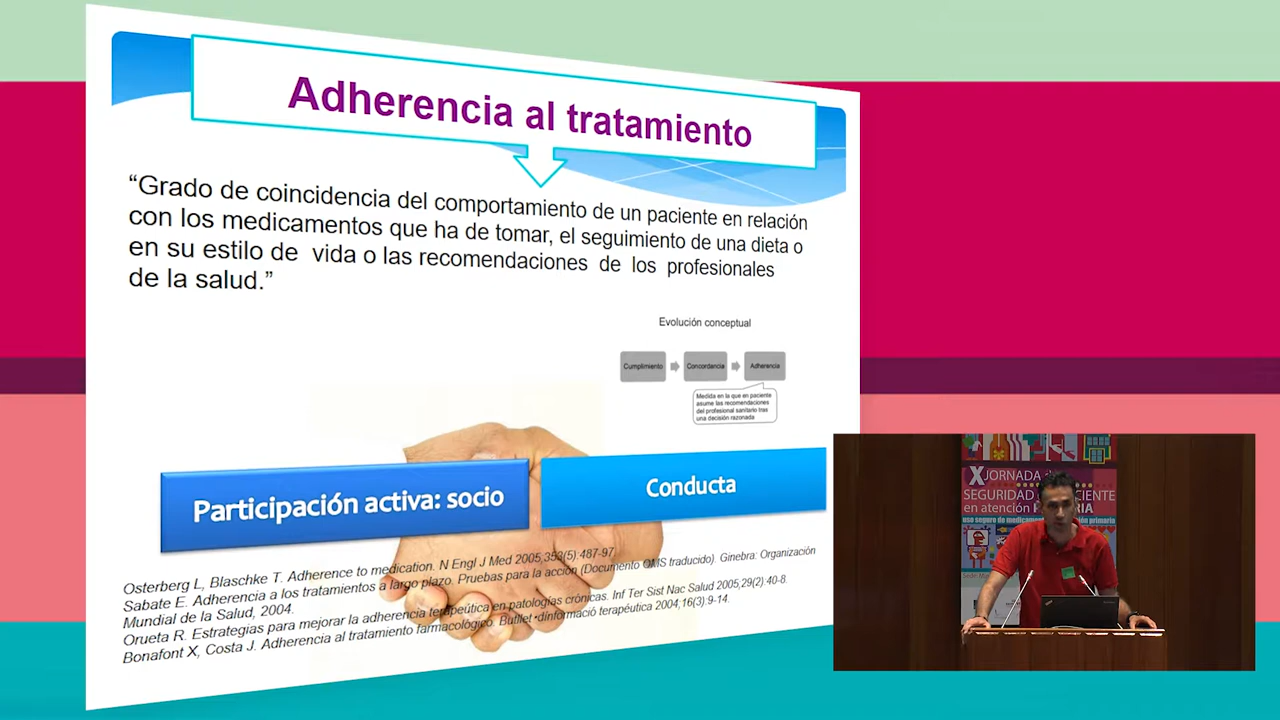 Adherencia al tratamiento
“Grado de coincidencia del comportamiento de un paciente en relación
con los medicamentos que ha de tomar, el seguimiento de una dieta o
en su estilo de vida o las recomendaciones de los profesionales
de la salud.”
Evolución conceptual
Cumplimiento
Concordancia
Adherencia
Medida en la que en paciente
asume las recomendaciones
del profesional sanitario tras
una decisión razonada
Participación activa: socio
Conducta
Osterberg L, Blaschke T. Adherence to medication. N Engl J Med 2005;353(5):487-97.
Sabate E. Adherencia a los tratamientos a largo plazo. Pruebas para la acción (Documento OMS traducido). Ginebra: Organización
Mundial de la Salud, 2004.
Orueta R. Estrategias para mejorar la adherencia terapéutica en patologías crónicas. Inf Ter Sist Nac Salud 2005;29(2):40-8.
Bonafont X, Costa J. Adherencia al tratamiento farmacológico. Butlletí dinformació terapéutica 2004;16(3):9-14.
X JORNADA
SEGURIDAD
en atención
uso seguro de